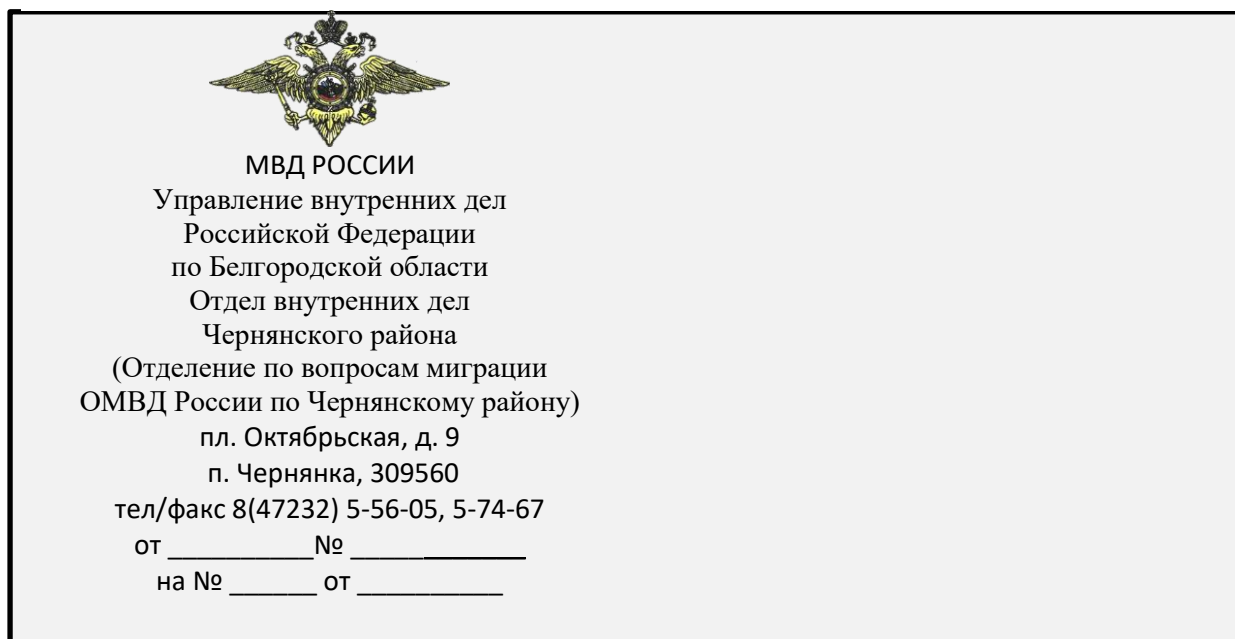 МВД РОССИИ
Управление внутренних дел
Российской Федерации
по Белгородской области
Отдел внутренних дел
Чернянского района
(Отделение по вопросам миграции
ОМВД России по Чернянскому району)
пл. Октябрьская, д. 9
п. Чернянка, 309560
тел/факс 8(47232) 5-56-05, 5-74-67
от __________№ ____________
на № ______ от __________